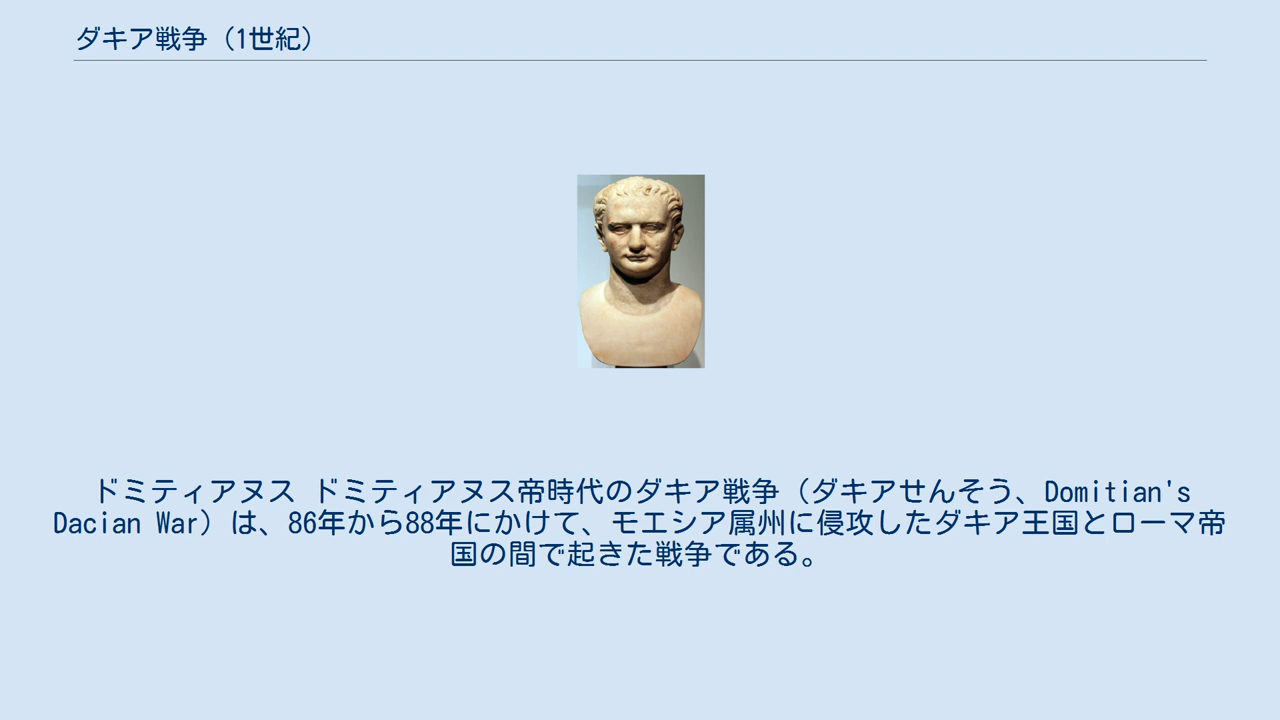 ダキア戦争（1世紀）
ドミティアヌス ドミティアヌス帝時代のダキア戦争（ダキアせんそう、Domitian's
Dacian War）は、86年から88年にかけて、モエシア属州に侵攻したダキア王国とローマ帝
国の間で起きた戦争である。